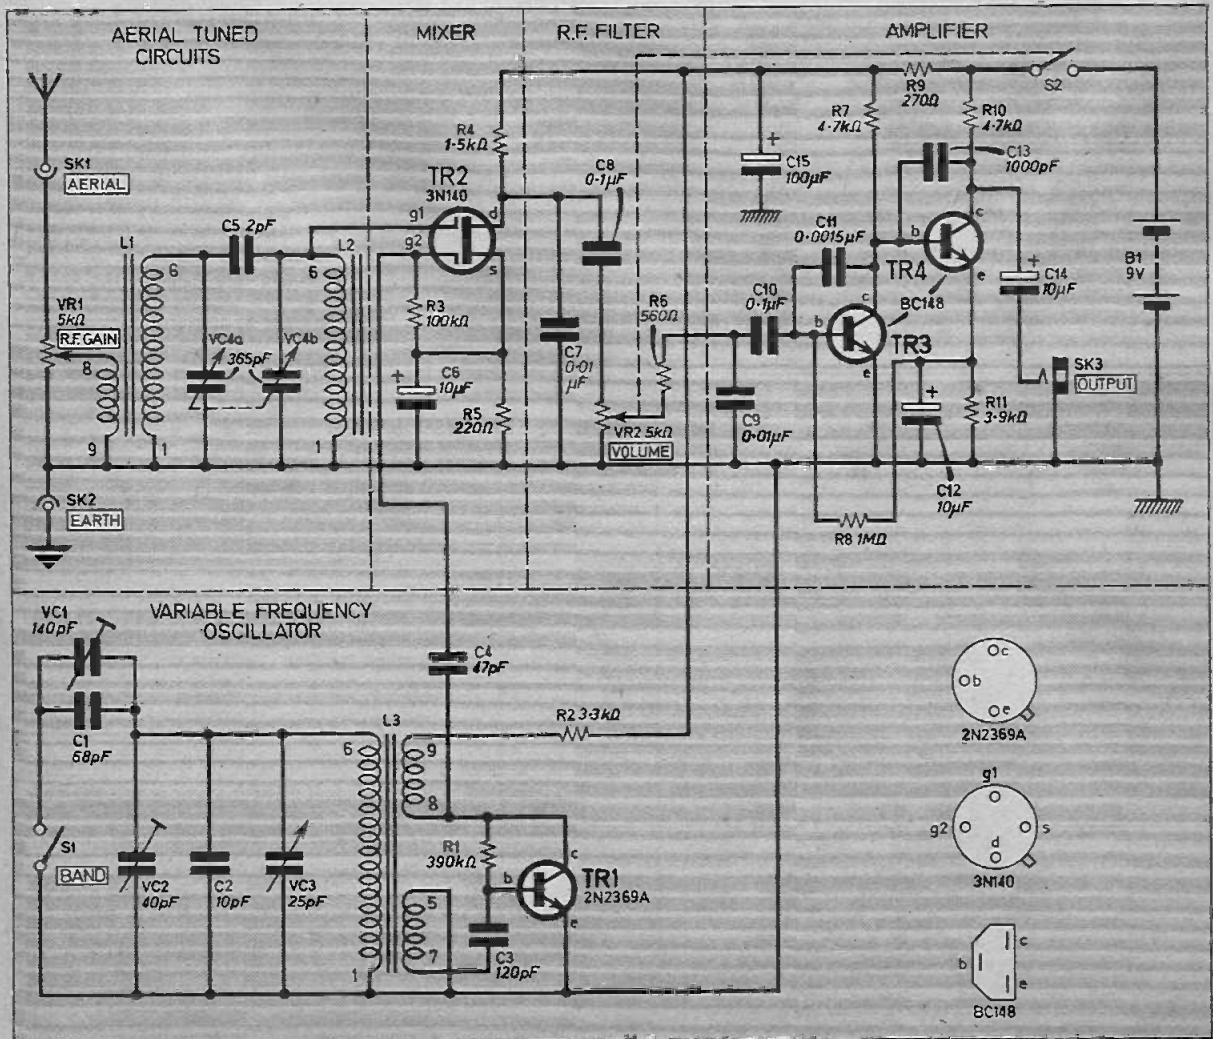 AERIAL TUNED
CIRCUITS
MIXER
R.F. FILTER
AMPLIFIER
SK1
AERIAL
VR1
5kΩ
R.F. GAIN
8
9
L1
6
1
C5 2pF
VC4a
365pF
VC4b
L2
6
1
SK2
EARTH
R4
1·5kΩ
TR2
3N140
g1
g2
d
s
R3
100kΩ
+
C6
10μF
R5
220Ω
C8
0·1μF
C7
0·01
μF
R6
560Ω
VR2 5kΩ
VOLUME
+
C15
100μF
C10
0·1μF
C9
0·01μF
C11
0·0015μF
R7
4·7kΩ
R9
270Ω
R10
4·7kΩ
C13
1000pF
S2
b
c
e
TR4
BC148
b
c
e
TR3
+
C14
10μF
B1
9V
SK3
OUTPUT
+
C12
10μF
R11
3·9kΩ
R8 1MΩ
VARIABLE FREQUENCY
OSCILLATOR
VC1
140pF
C1
68pF
S1
BAND
VC2
40pF
C2
10pF
VC3
25pF
L3
6
1
9
8
5
7
C4
47pF
R2 3·3kΩ
R1
390kΩ
b
c
e
TR1
2N2369A
C3
120pF
c
b
e
2N2369A
g1
g2
s
d
3N140
c
b
e
BC148